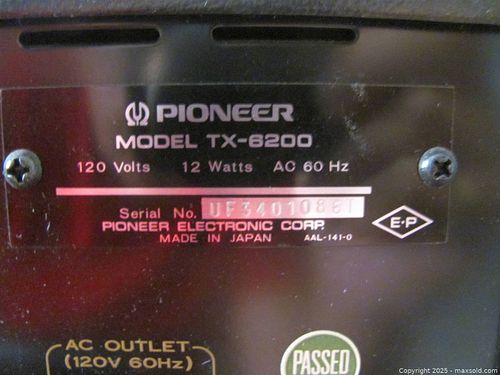 PIONEER
MODEL TX-6200
120 Volts 12 Watts AC 60 Hz
Serial No. UF3401086I
PIONEER ELECTRONIC CORP.
MADE IN JAPAN AAL-141-0
E-P
AC OUTLET
(120V 60Hz)
PASSED
Copyright 2025 - maxsold.com